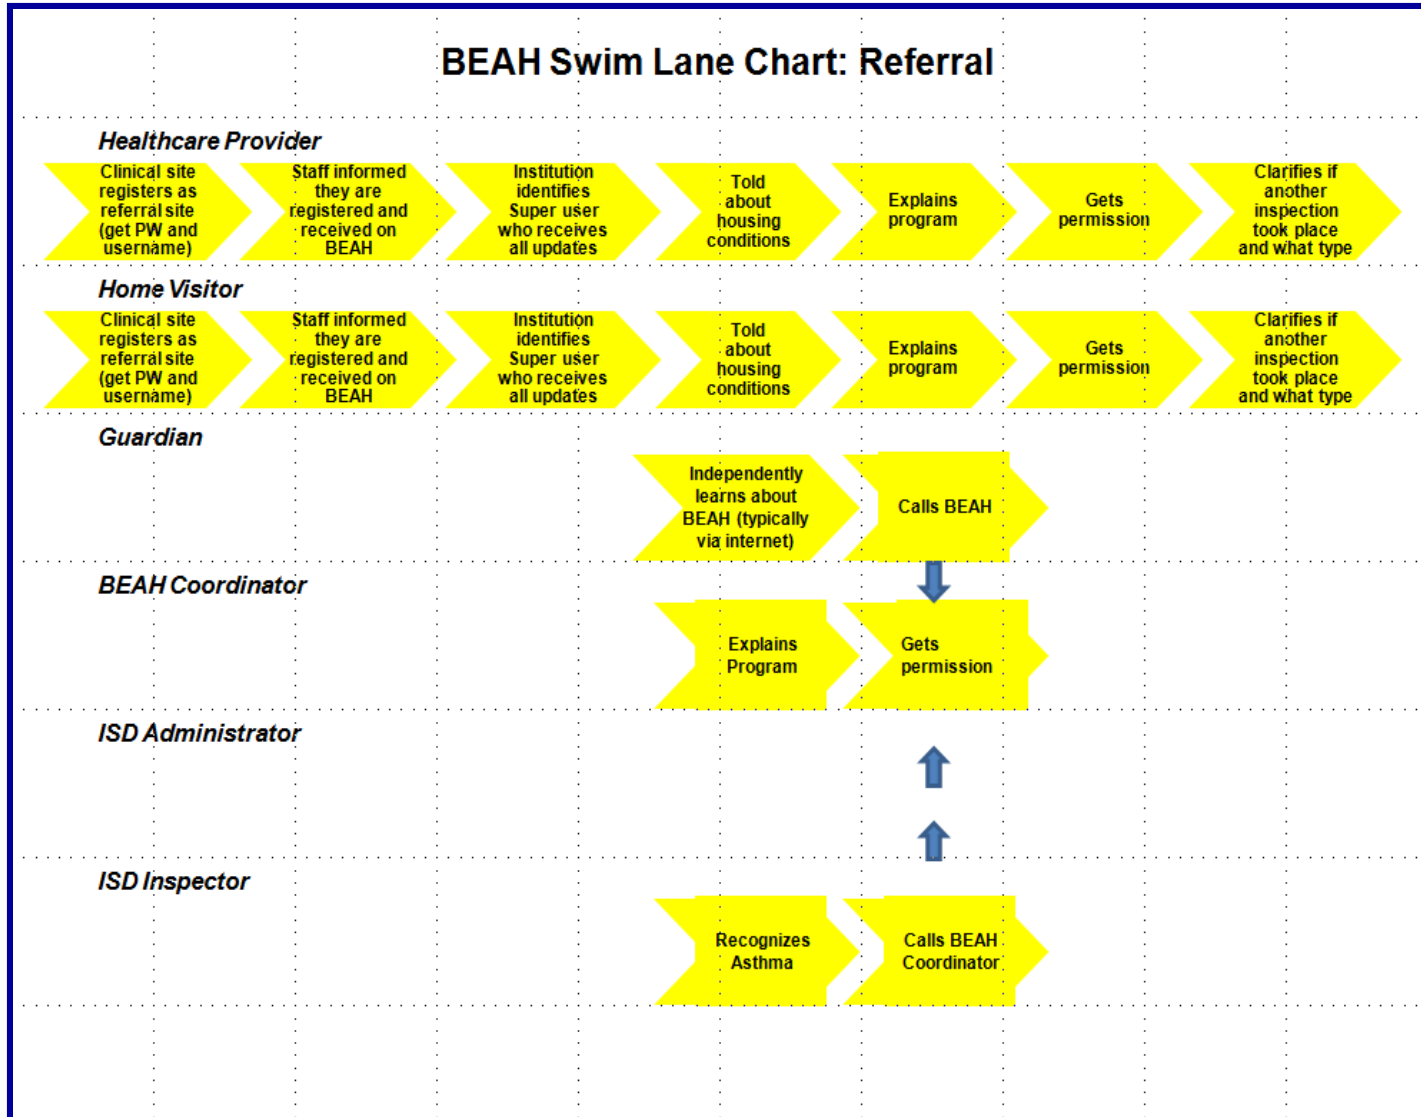 BEAH Swim Lane Chart: Referral
Healthcare Provider
Clinical site
registers as
referral site
(get PW and
username)
Staff informed
they are
registered and
received on
BEAH
Institution
identifies
Super user
who receives
all updates
Told
about
housing
conditions
Explains
program
Gets
permission
Clarifies if
another
inspection
took place
and what type
Home Visitor
Clinical site
registers as
referral site
(get PW and
username)
Staff informed
they are
registered and
received on
BEAH
Institution
identifies
Super user
who receives
all updates
Told
about
housing
conditions
Explains
program
Gets
permission
Clarifies if
another
inspection
took place
and what type
Guardian
Independently
learns about
BEAH (typically
via internet)
Calls BEAH
BEAH Coordinator
Explains
Program
Gets
permission
ISD Administrator
ISD Inspector
Recognizes
Asthma
Calls BEAH
Coordinator